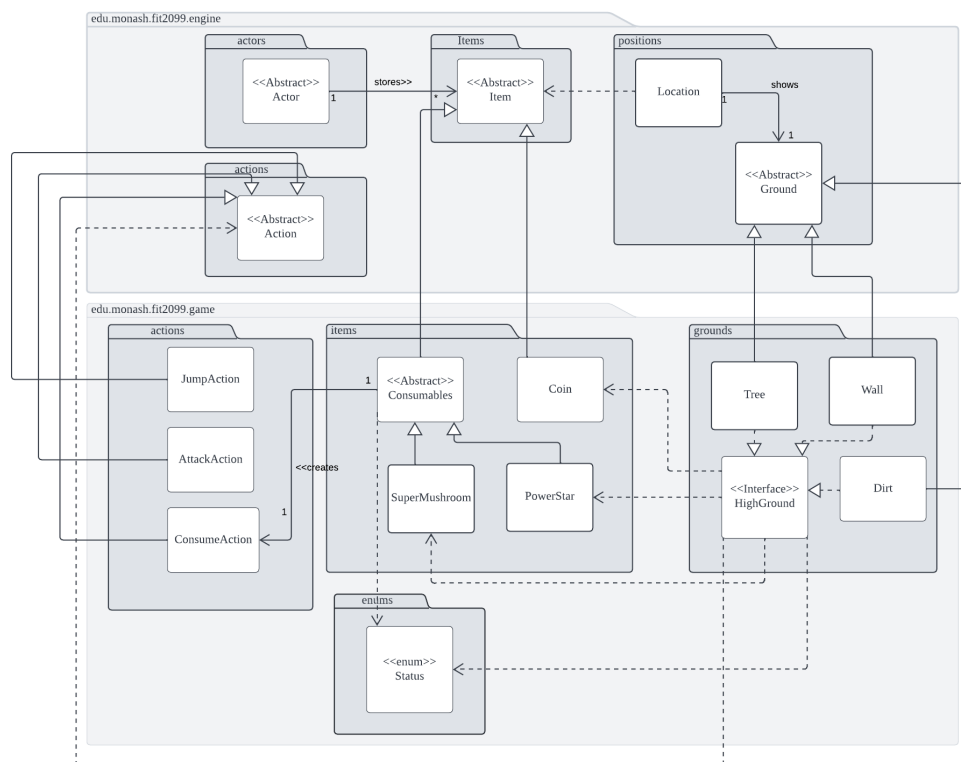 edu.monash.fit2099.engine
actors
Items
positions
<<Abstract>>
Actor
stores>>
1
*
<<Abstract>>
Item
Location
shows
1
1
<<Abstract>>
Ground
actions
<<Abstract>>
Action
edu.monash.fit2099.game
actions
items
grounds
JumpAction
1
<<Abstract>>
Consumables
Coin
Tree
Wall
AttackAction
<<creates
SuperMushroom
PowerStar
<<Interface>>
HighGround
Dirt
1
ConsumeAction
enums
<<enum>>
Status